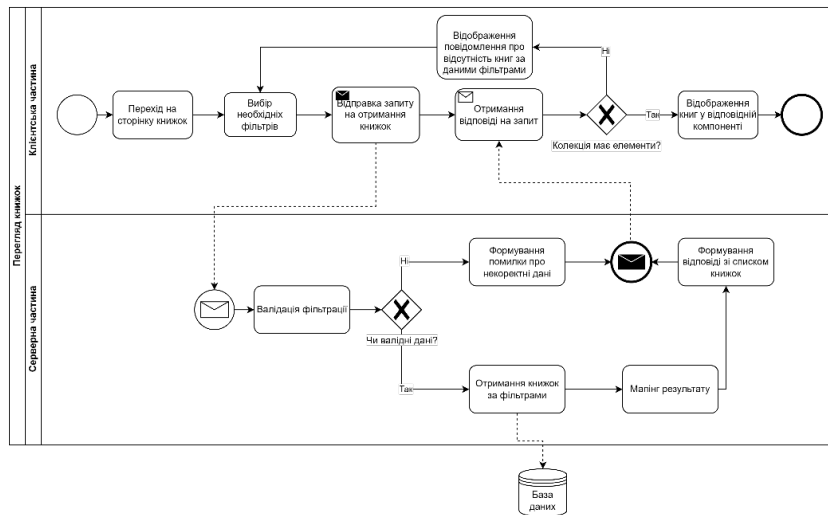 Перегляд книжок
Клієнтська частина
Відображення
повідомлення про
відсутність книг за
даними фільтрами
Ні
Перехід на
сторінку книжок
Вибір
необхідніх
фільтрів
Відправка запиту
на отримання
книжок
Отримання
відповіді на запит
Колекція має елементи?
Так
Відображення
книг у відповідній
компоненті
Серверна частина
Валідація фільтрації
Чи валідні дані?
Ні
Формування
помилки про
некоректні дані
Формування
відповіді зі списком
книжок
Так
Отримання книжок
за фільтрами
Мапінг результату
База
даних